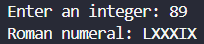 Enter an integer: 89
Roman numeral: LXXXIX